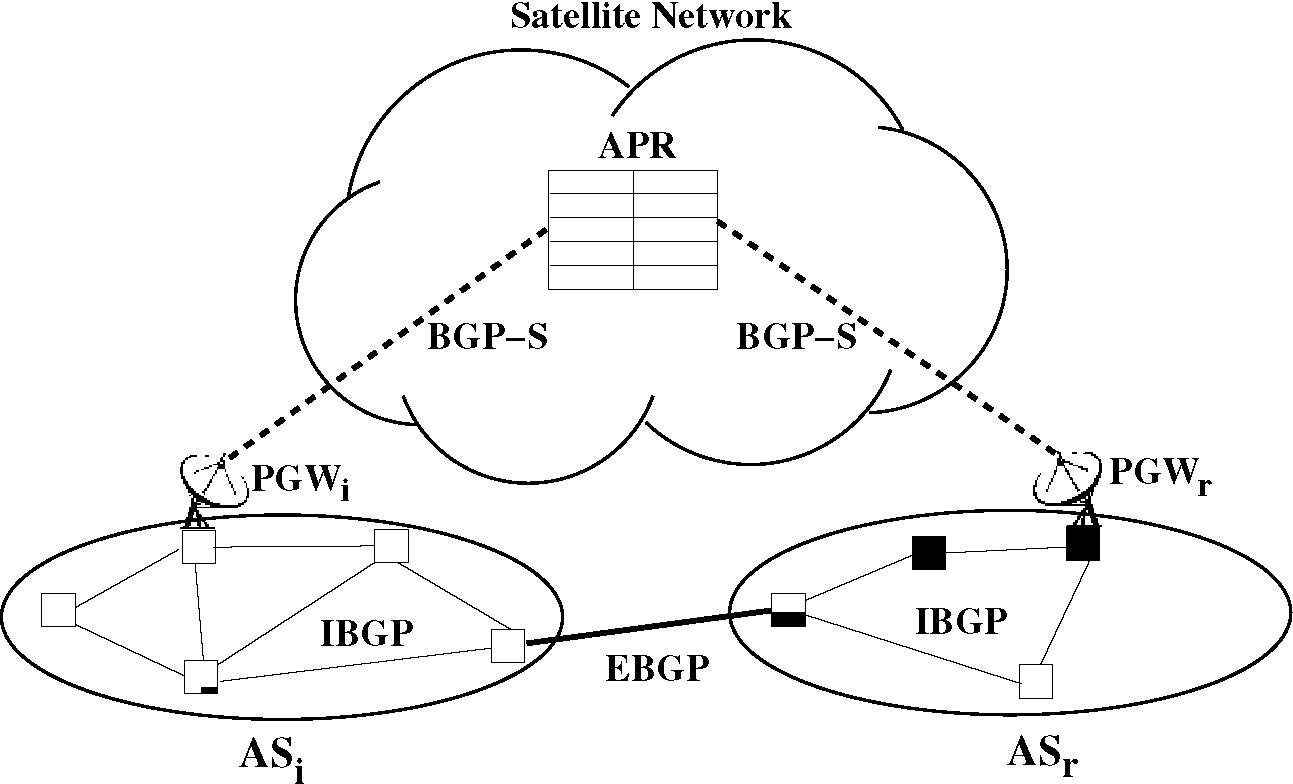 Satellite Network
APR
BGP–S
BGP–S
PGWi
PGWr
IBGP
IBGP
EBGP
ASi
ASr